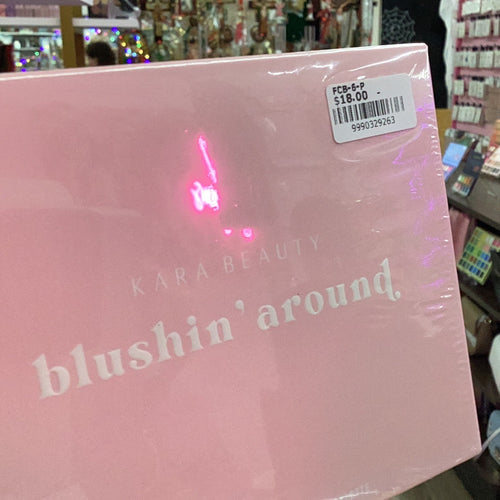 FCB-6-P
$18.00 -
9990329263
KARA BEAUTY
blushin' around